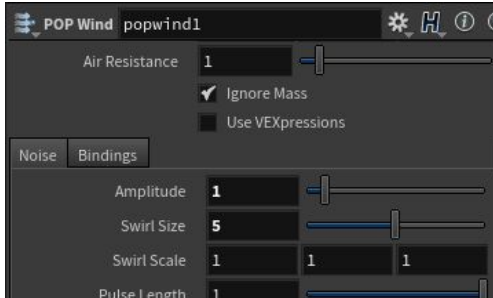 POP Wind popwind1
Air Resistance 1
Ignore Mass
Use VEXpressions
Noise Bindings
Amplitude 1
Swirl Size 5
Swirl Scale 1 1 1
Pulse Length 1